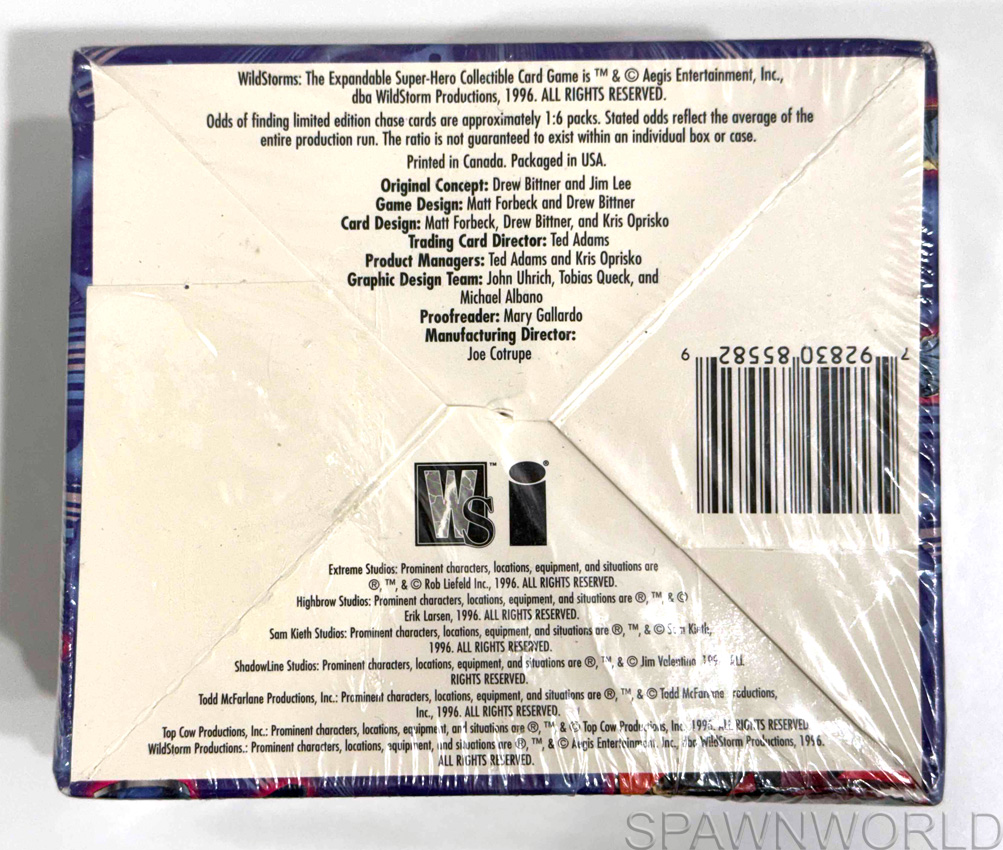 WildStorms: The Expandable Super-Hero Collectible Card Game is ™ & © Aegis Entertainment, Inc.,
dba WildStorm Productions, 1996. ALL RIGHTS RESERVED.
Odds of finding limited edition chase cards are approximately 1:6 packs. Stated odds reflect the average of the
entire production run. The ratio is not guaranteed to exist within an individual box or case.
Printed in Canada. Packaged in USA.
Original Concept: Drew Bittner and Jim Lee
Game Design: Matt Forbeck and Drew Bittner
Card Design: Matt Forbeck, Drew Bittner, and Kris Oprisko
Trading Card Director: Ted Adams
Product Managers: Ted Adams and Kris Oprisko
Graphic Design Team: John Uhrich, Tobias Queck, and
Michael Albano
Proofreader: Mary Gallardo
Manufacturing Director:
Joe Cotrupe
7 92830 85582 9
WS™ i®
Extreme Studios: Prominent characters, locations, equipment, and situations are
®, ™, & © Rob Liefeld Inc., 1996. ALL RIGHTS RESERVED.
Highbrow Studios: Prominent characters, locations, equipment, and situations are ®, ™, & ©
Erik Larsen, 1996. ALL RIGHTS RESERVED.
Sam Kieth Studios: Prominent characters, locations, equipment, and situations are ®, ™, & © Sam Kieth,
1996. ALL RIGHTS RESERVED.
ShadowLine Studios: Prominent characters, locations, equipment, and situations are ®, ™, & © Jim Valentino 1996. ALL
RIGHTS RESERVED.
Todd McFarlane Productions, Inc.: Prominent characters, locations, equipment, and situations are ®, ™, & © Todd McFarlane Productions,
Inc., 1996. ALL RIGHTS RESERVED.
Top Cow Productions, Inc.: Prominent characters, locations, equipment, and situations are ®, ™ & © Top Cow Productions, Inc. 1996. ALL RIGHTS RESERVED
WildStorm Productions.: Prominent characters, locations, equipment, and situations are ®, ™, & © Aegis Entertainment, Inc., dba WildStorm Productions, 1996.
ALL RIGHTS RESERVED.
SPAWNWORLD